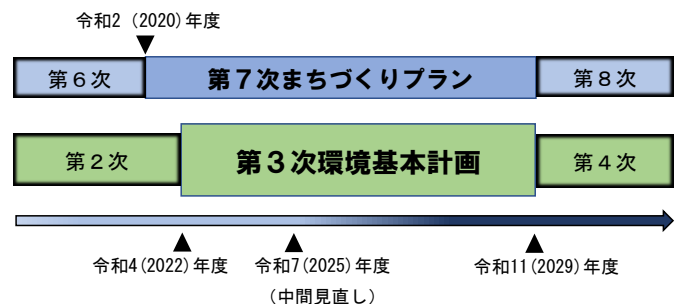 令和2 (2020)年度
第６次 第７次まちづくりプラン 第８次
第２次 第３次環境基本計画 第４次
令和4(2022)年度 令和7(2025)年度 令和11(2029)年度
(中間見直し)